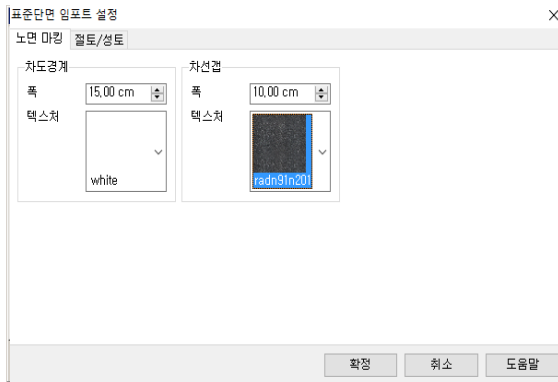 표준단면 임포트 설정
노면 마킹 절토/성토
차도경계 차선갭
폭 15,00 cm 폭 10,00 cm
텍스처 텍스처
white radn91n201
확정 취소 도움말